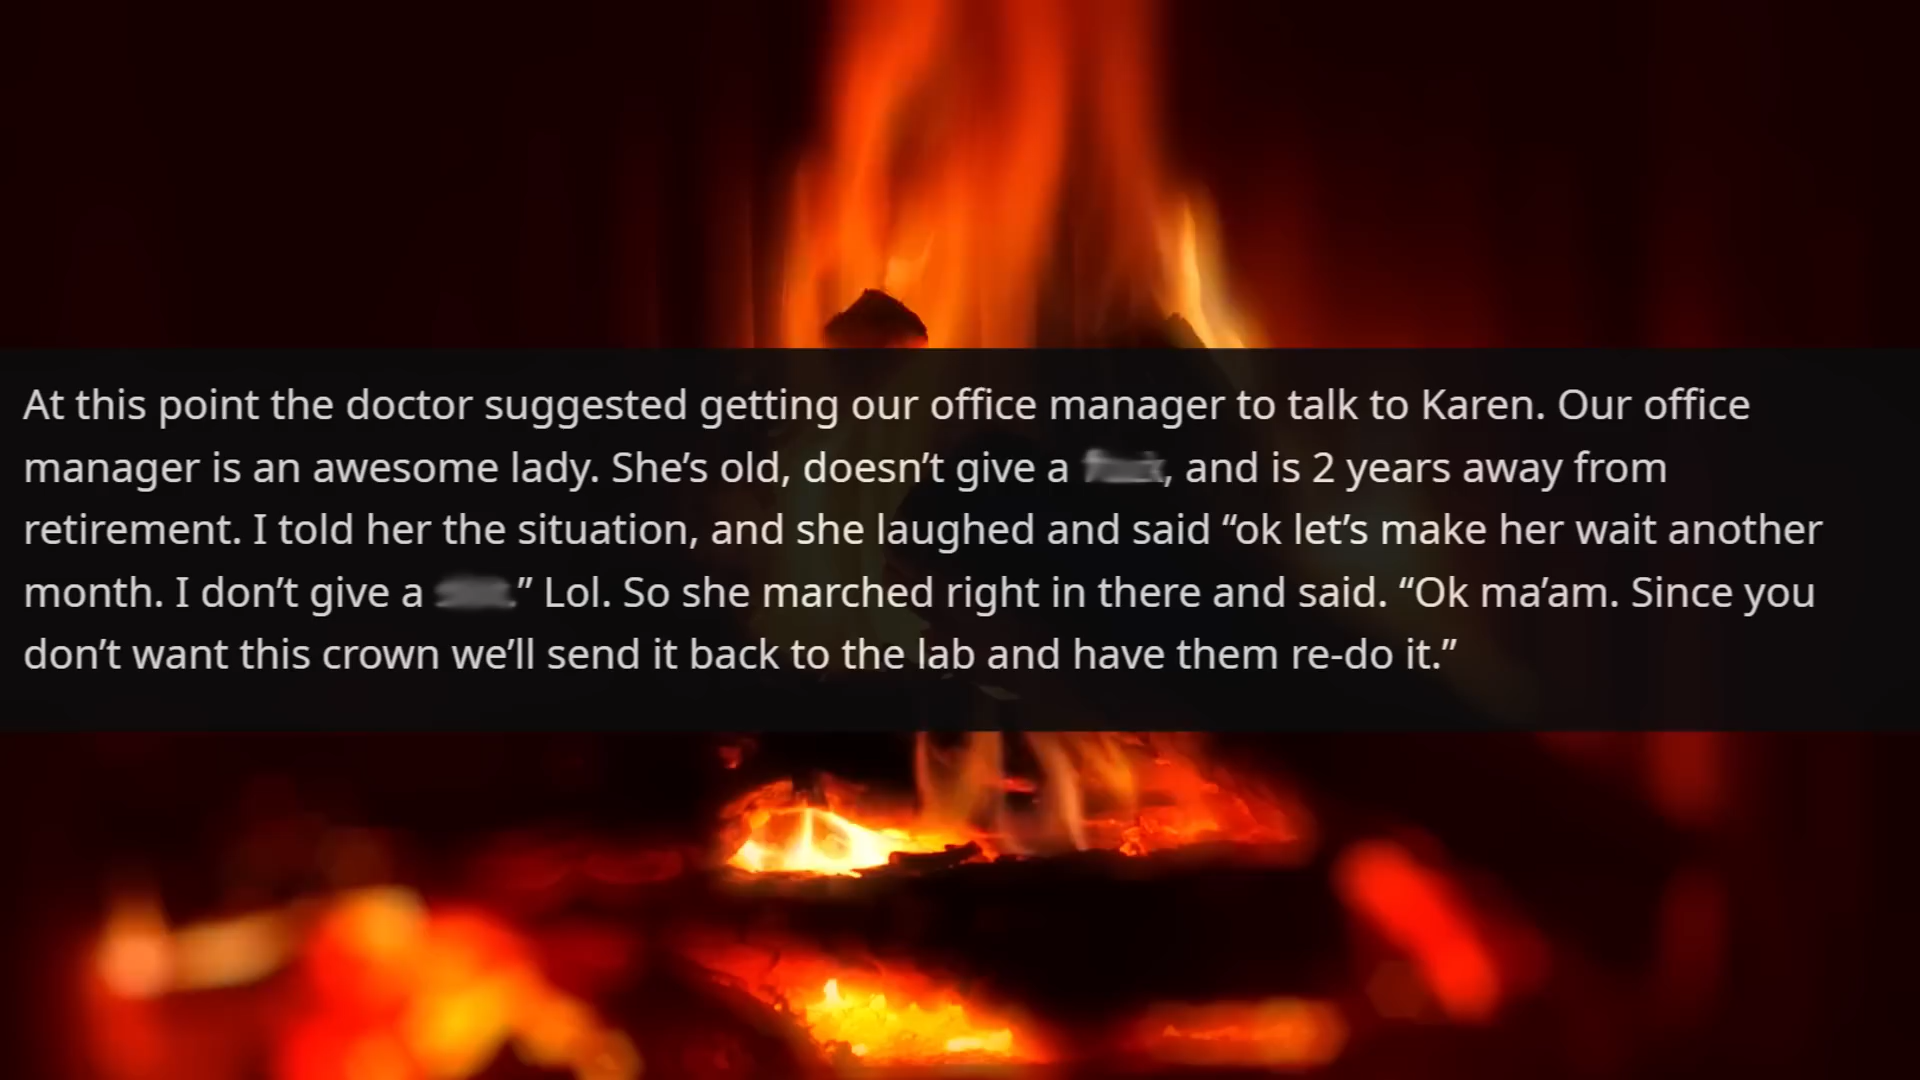 At this point the doctor suggested getting our office manager to talk to Karen. Our office
manager is an awesome lady. She’s old, doesn’t give a , and is 2 years away from
retirement. I told her the situation, and she laughed and said “ok let’s make her wait another
month. I don’t give a .” Lol. So she marched right in there and said. “Ok ma’am. Since you
don’t want this crown we’ll send it back to the lab and have them re-do it.”